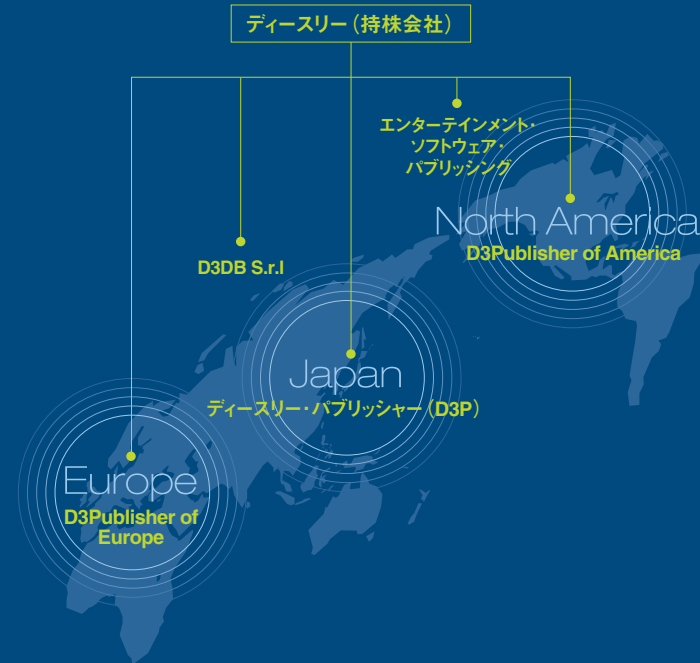 ディースリー（持株会社）
エンターテインメント・
ソフトウェア・
パブリッシング
North America
D3Publisher of America
D3DB S.r.l
Japan
ディースリー・パブリッシャー（D3P）
Europe
D3Publisher of
Europe